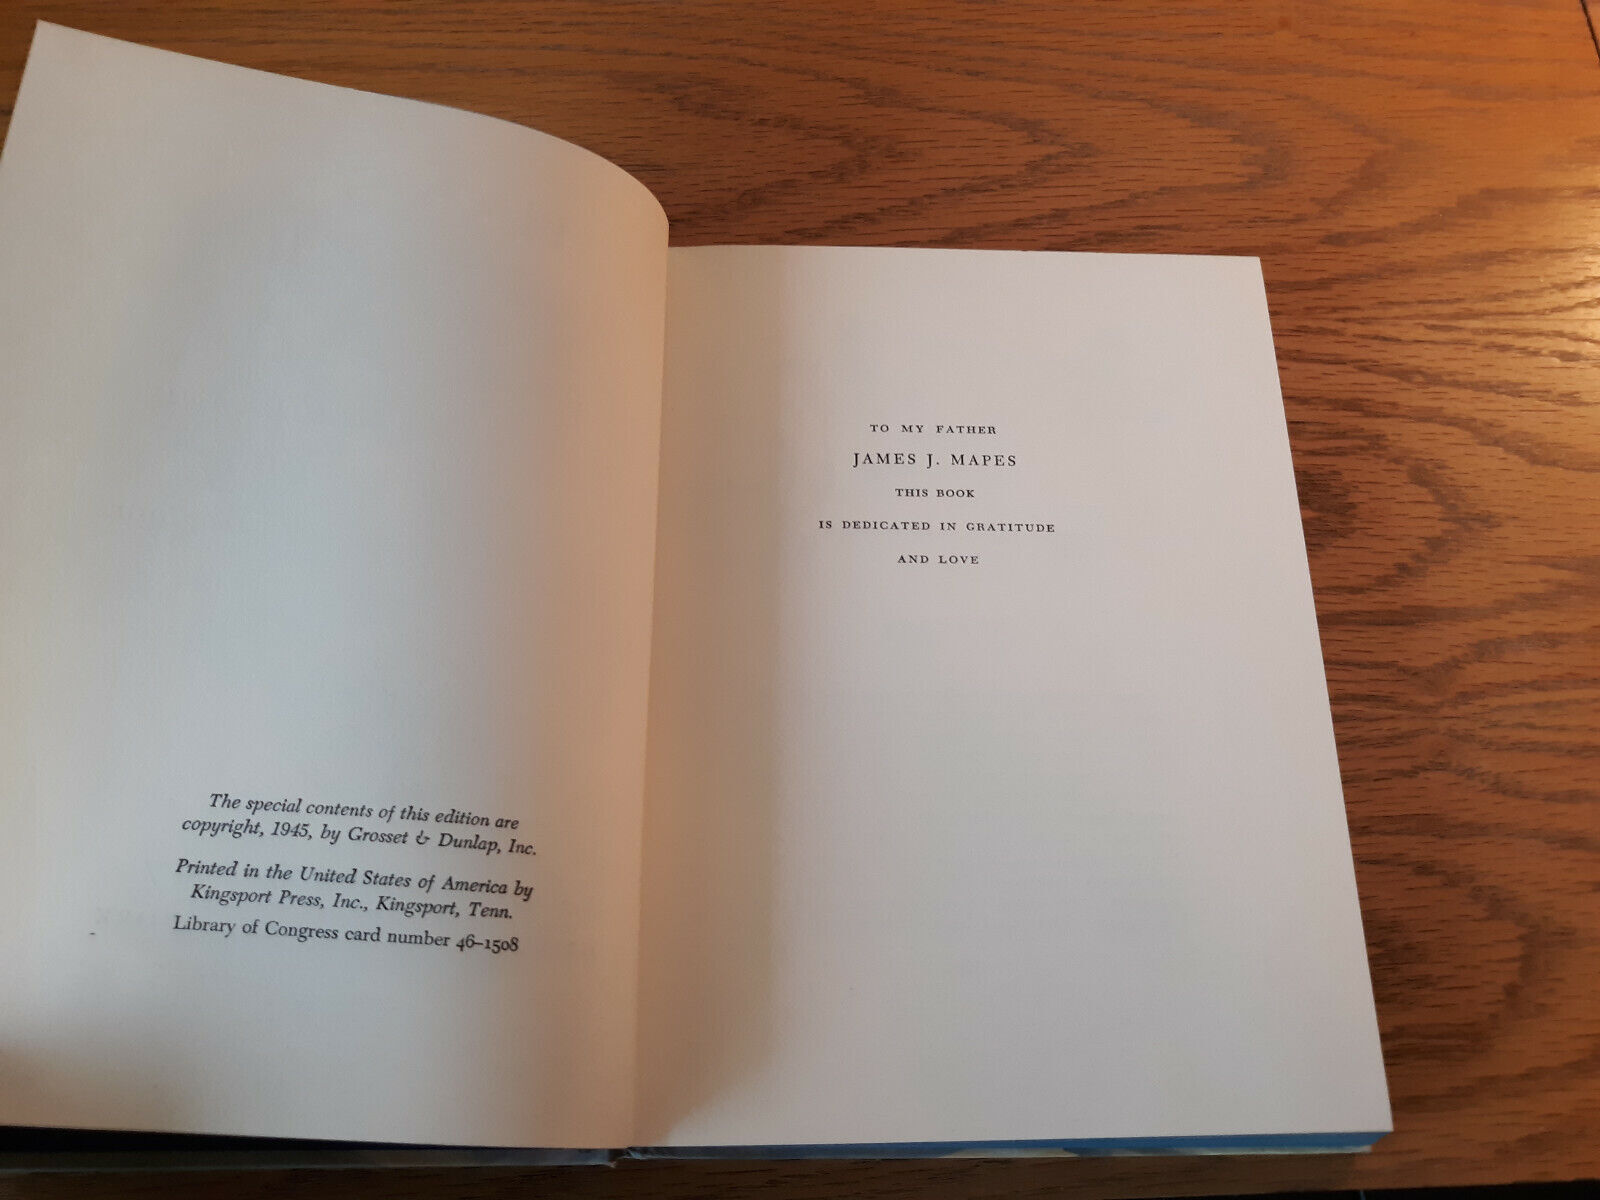 The special contents of this edition are
copyright, 1945, by Grosset & Dunlap, Inc.
Printed in the United States of America by
Kingsport Press, Inc., Kingsport, Tenn.
Library of Congress card number 46–1508
TO MY FATHER
JAMES J. MAPES
THIS BOOK
IS DEDICATED IN GRATITUDE
AND LOVE